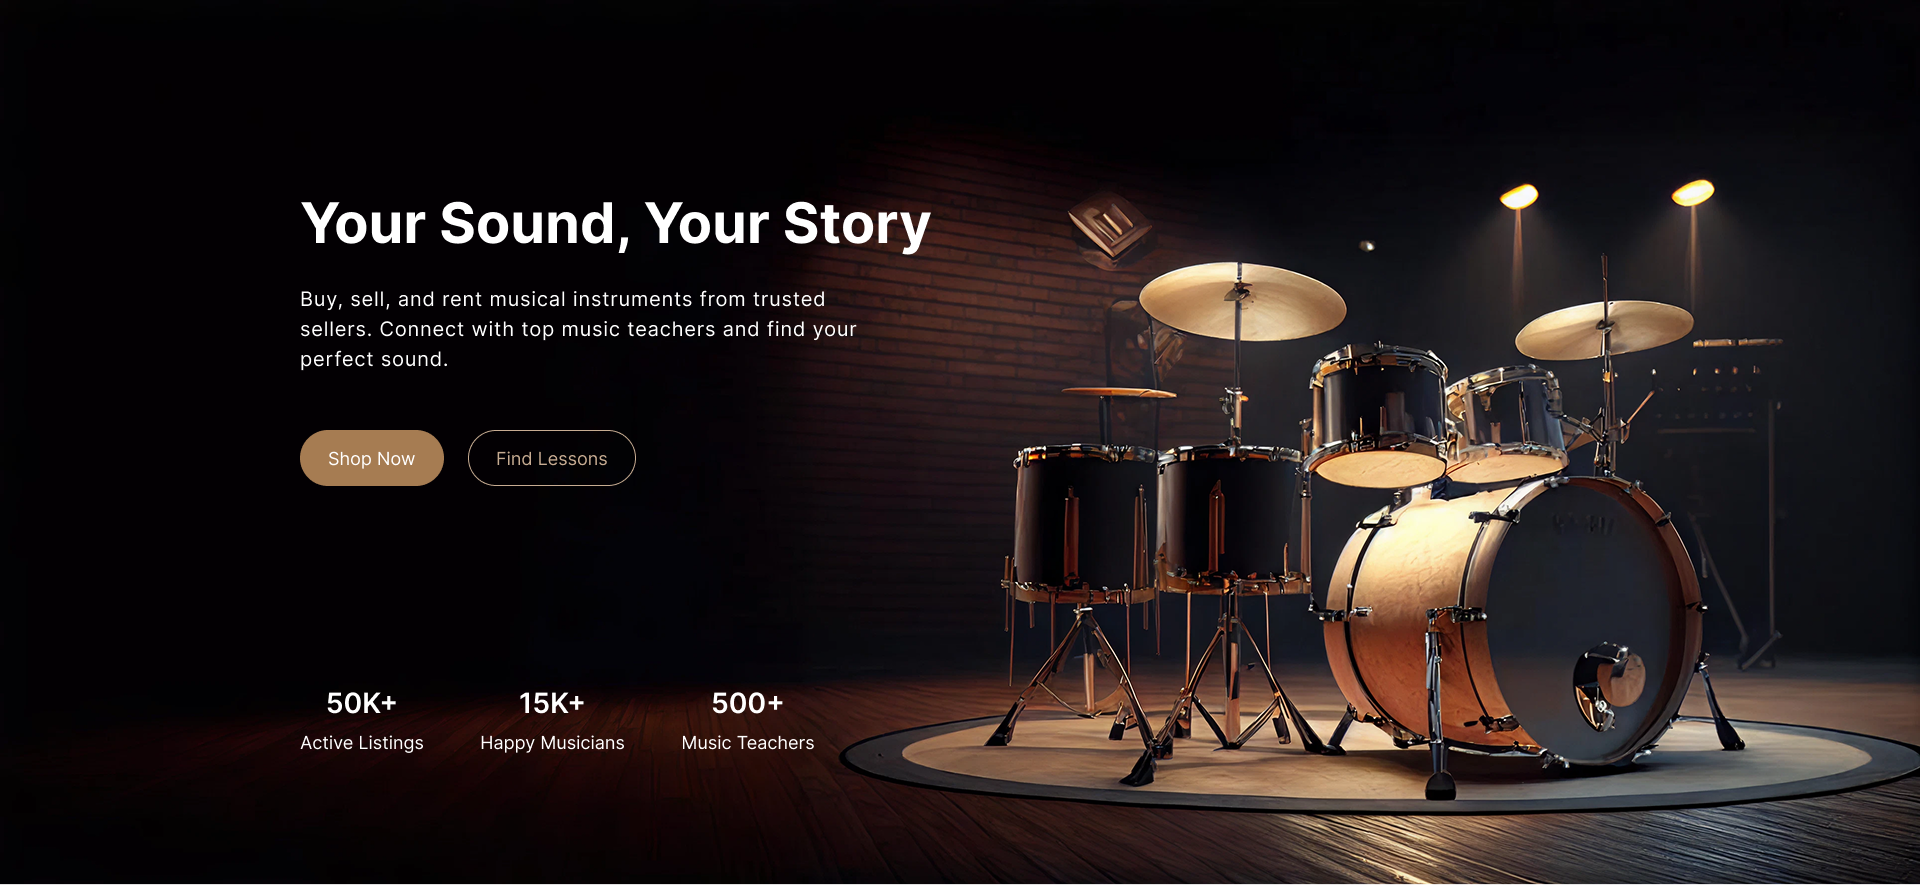 Your Sound, Your Story
Buy, sell, and rent musical instruments from trusted
sellers. Connect with top music teachers and find your
perfect sound.
Shop Now
Find Lessons
50K+
15K+
500+
Active Listings
Happy Musicians
Music Teachers